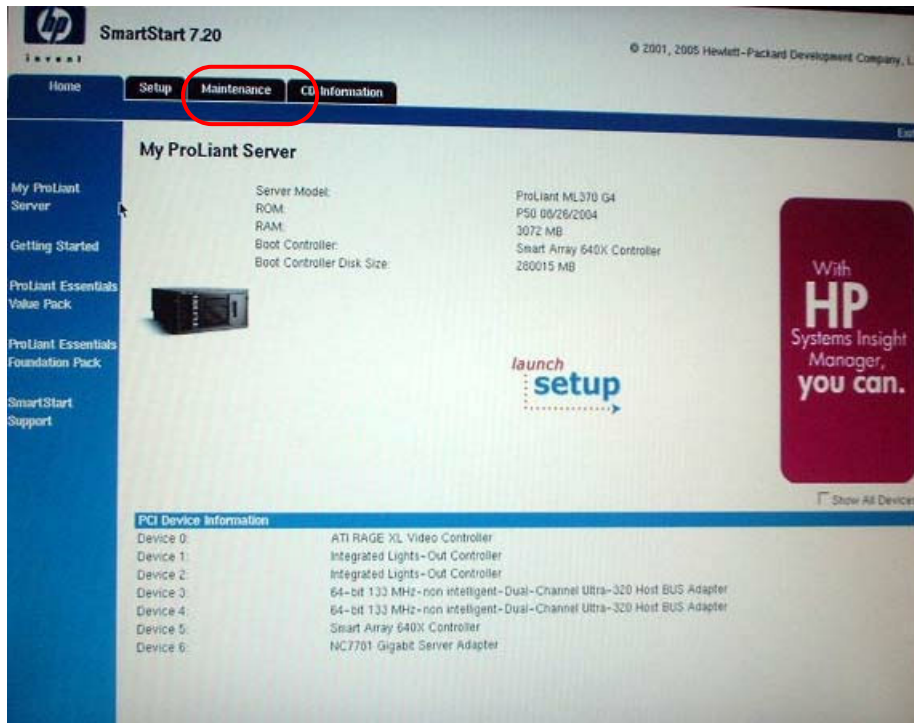 hp
invent
SmartStart 7.20
© 2001, 2005 Hewlett-Packard Development Company, L
Home
Setup
Maintenance
CD Information
My ProLiant Server
My ProLiant
Server
Getting Started
ProLiant Essentials
Value Pack
ProLiant Essentials
Foundation Pack
SmartStart
Support
Server Model: ProLiant ML370 G4
ROM: P50 08/26/2004
RAM: 3072 MB
Boot Controller: Smart Array 640X Controller
Boot Controller Disk Size: 280015 MB
launch
setup
With
HP
Systems Insight
Manager,
you can.
Show All Device
PCI Device Information
Device 0: ATI RAGE XL Video Controller
Device 1: Integrated Lights-Out Controller
Device 2: Integrated Lights-Out Controller
Device 3: 64-bit 133 MHz-non intelligent-Dual-Channel Ultra-320 Host BUS Adapter
Device 4: 64-bit 133 MHz-non intelligent-Dual-Channel Ultra-320 Host BUS Adapter
Device 5: Smart Array 640X Controller
Device 6: NC7701 Gigabit Server Adapter